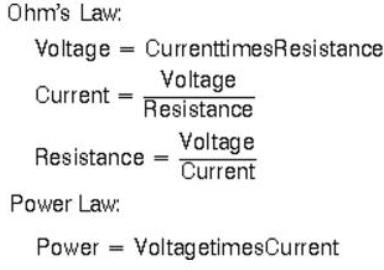 Ohm's Law:
Voltage = CurrenttimesResistance
Current = Voltage / Resistance
Resistance = Voltage / Current
Power Law:
Power = VoltagetimesCurrent